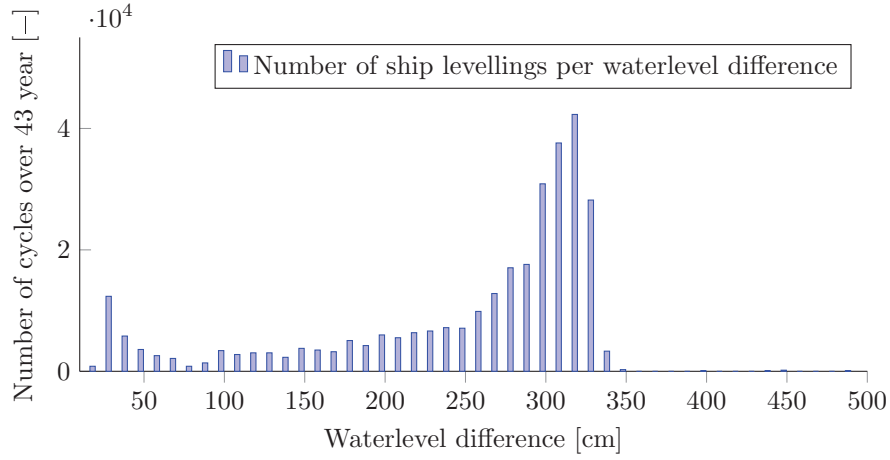 ·10⁴
Number of ship levellings per waterlevel difference
Number of cycles over 43 year [−]
4
2
0
50 100 150 200 250 300 350 400 450 500
Waterlevel difference [cm]